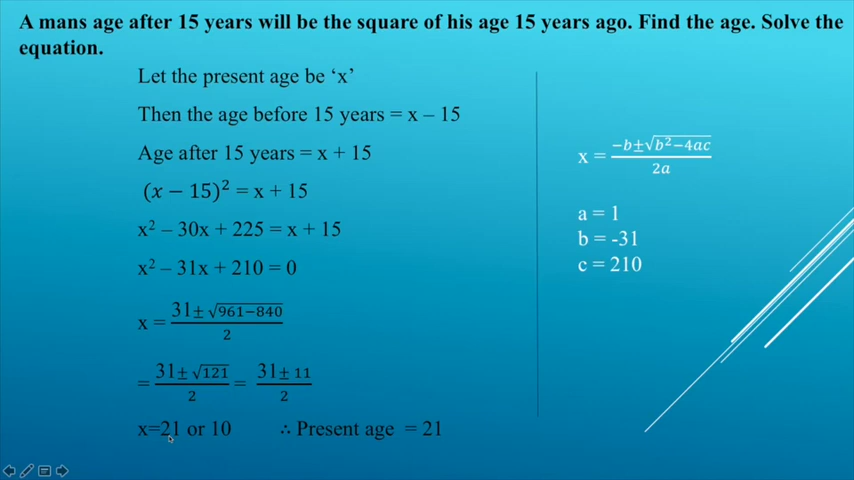 A mans age after 15 years will be the square of his age 15 years ago. Find the age. Solve the
equation.
Let the present age be ‘x’
Then the age before 15 years = x – 15
Age after 15 years = x + 15
(x − 15)² = x + 15
x² – 30x + 225 = x + 15
x² – 31x + 210 = 0
x = (31 ± √(961−840))/2
= (31 ± √121)/2 = (31 ± 11)/2
x=21 or 10 ∴ Present age = 21
x = (−b±√(b²−4ac))/2a
a = 1
b = -31
c = 210